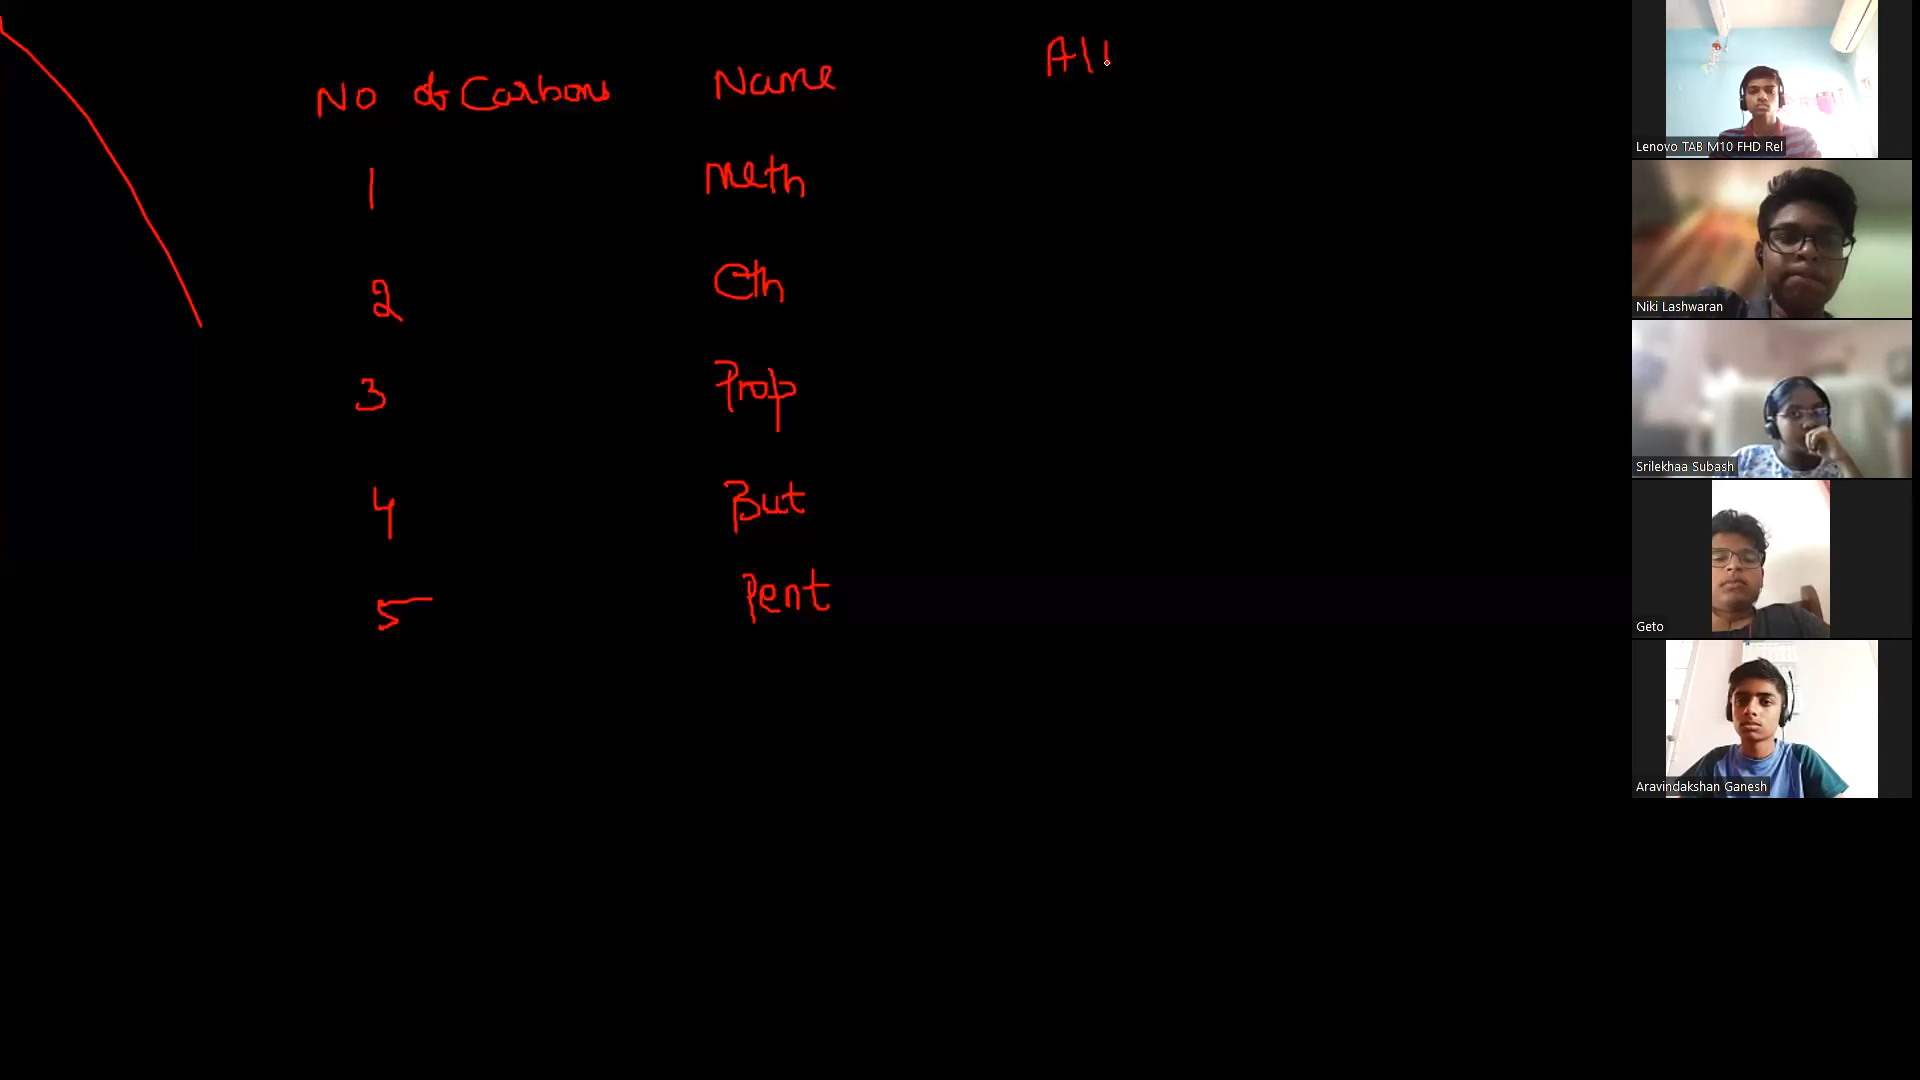 No of Carbons Name Al
1 Meth
2 Eth
3 Prop
4 But
5 Pent
Lenovo TAB M10 FHD Rel
Niki Lashwaran
Srilekhaa Subash
Geto
Aravindakshan Ganesh